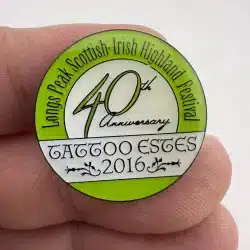 Longs Peak Scottish-Irish Highland Festival
40th
Anniversary
TATTOO ESTES
2016